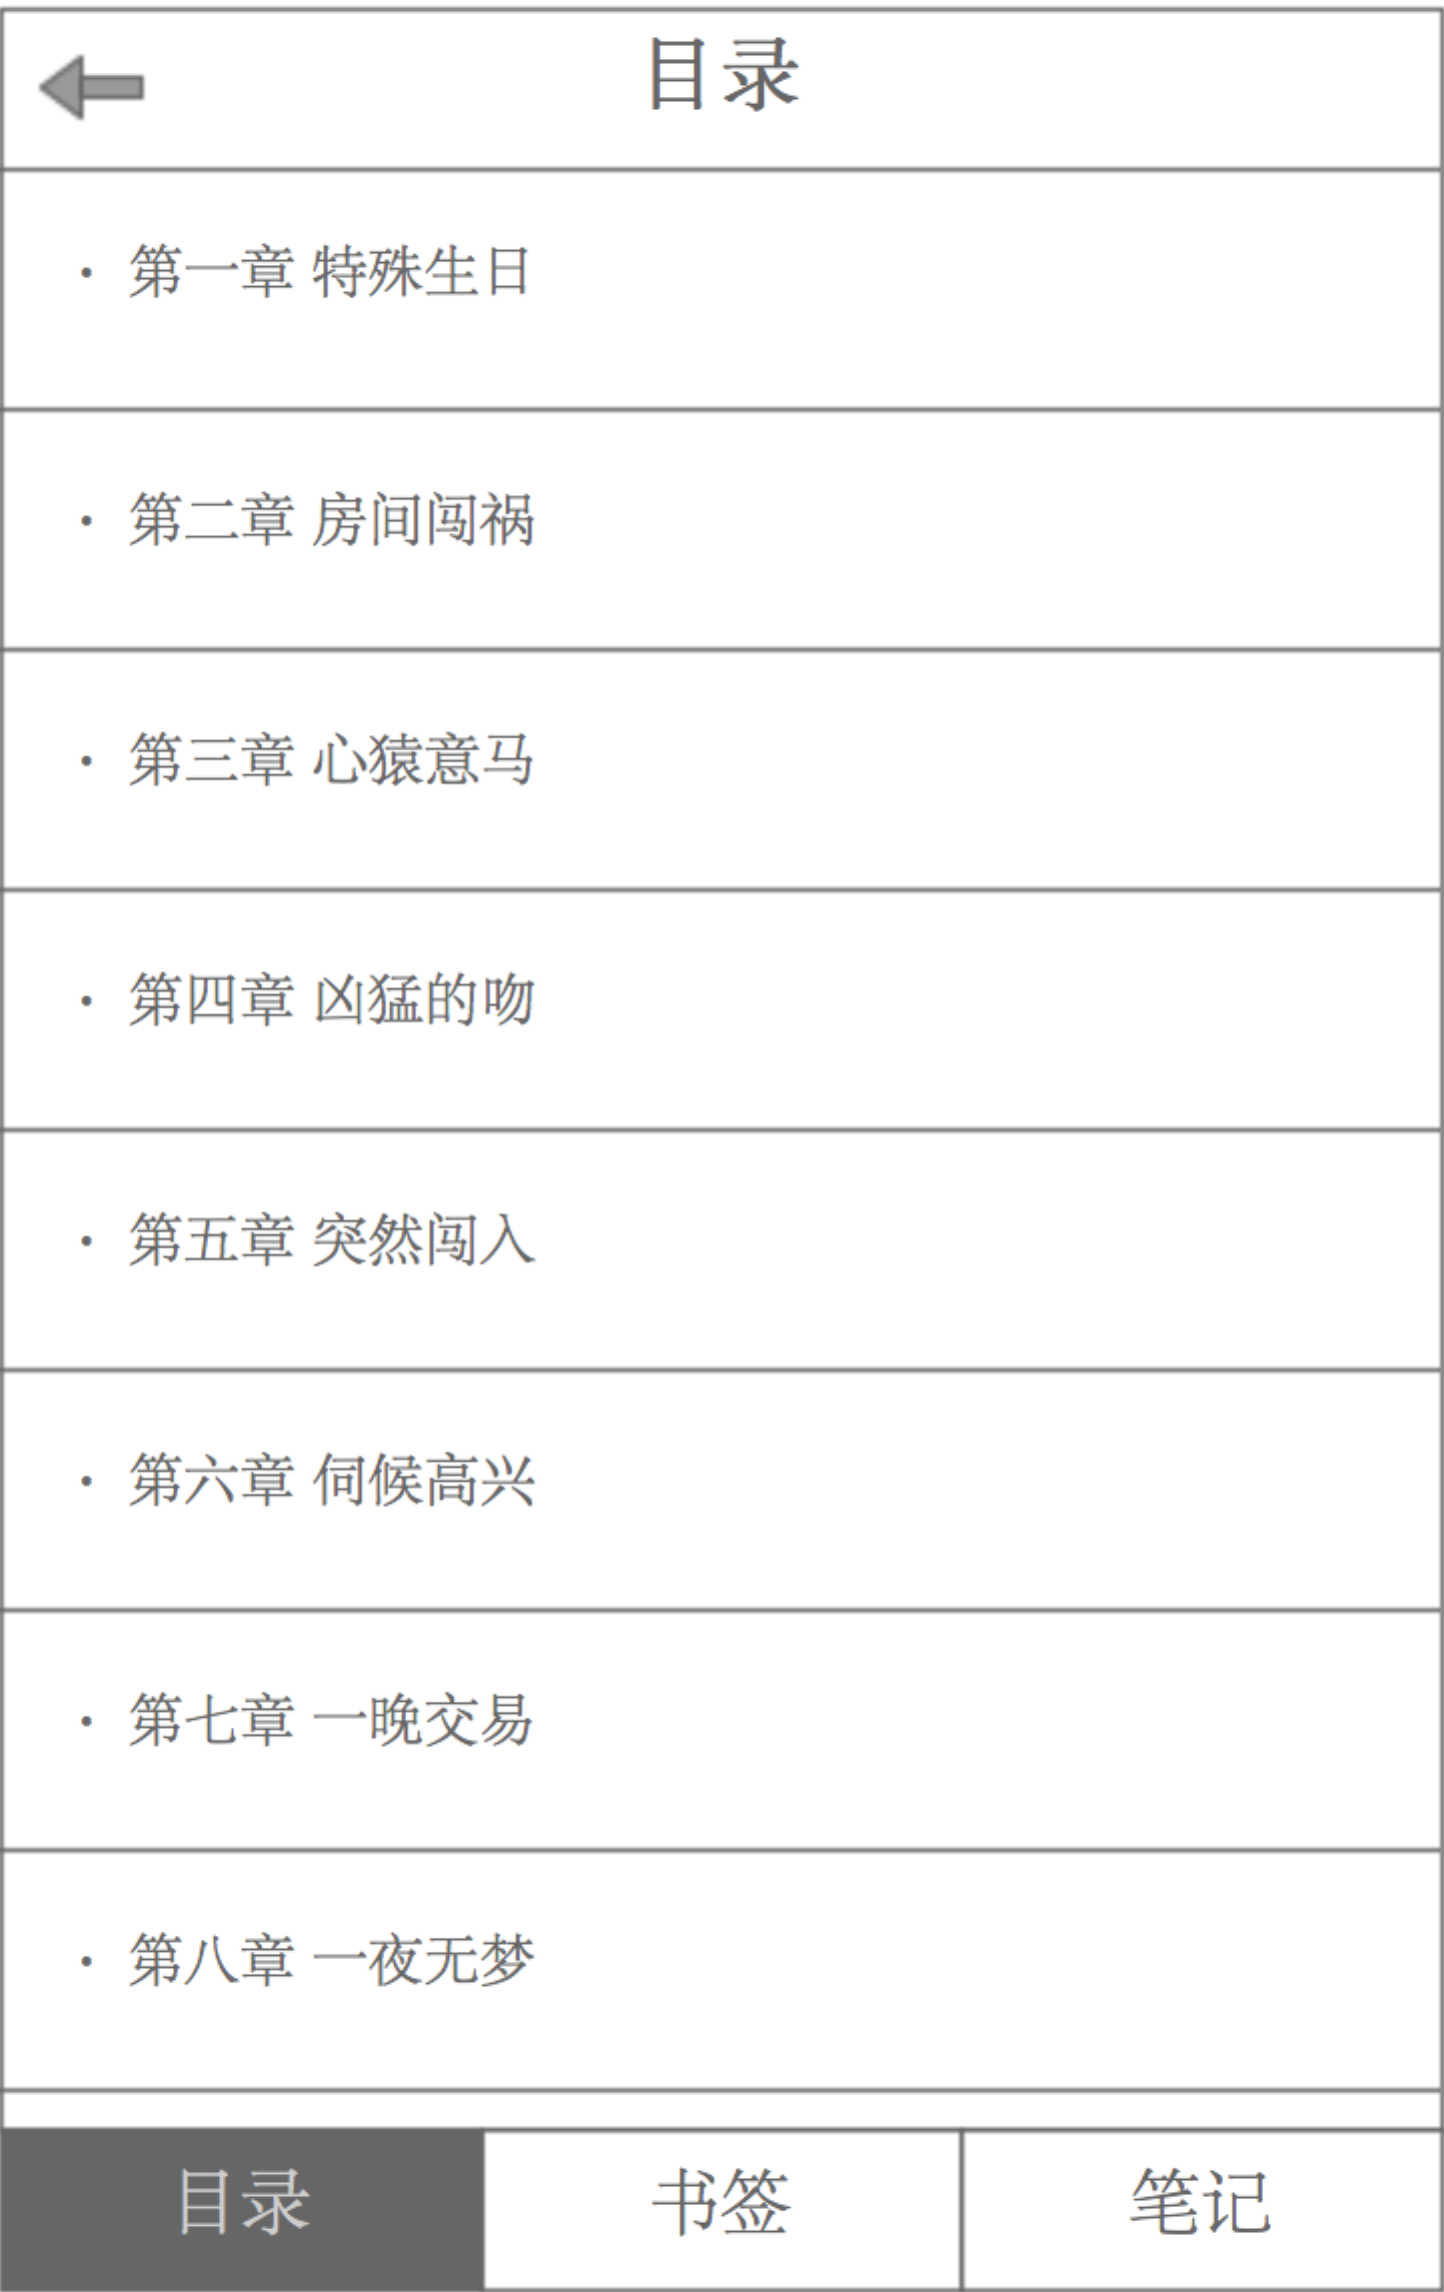 目录
• 第一章 特殊生日
• 第二章 房间闯祸
• 第三章 心猿意马
• 第四章 凶猛的吻
• 第五章 突然闯入
• 第六章 伺候高兴
• 第七章 一晚交易
• 第八章 一夜无梦
目录 书签 笔记